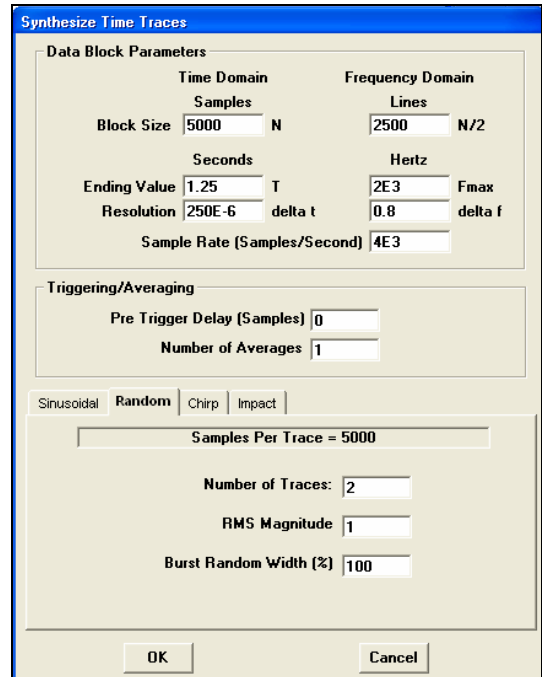 Synthesize Time Traces
Data Block Parameters
Time Domain Frequency Domain
Samples Lines
Block Size 5000 N 2500 N/2
Seconds Hertz
Ending Value 1.25 T 2E3 Fmax
Resolution 250E-6 delta t 0.8 delta f
Sample Rate (Samples/Second) 4E3
Triggering/Averaging
Pre Trigger Delay (Samples) 0
Number of Averages 1
Sinusoidal Random Chirp Impact
Samples Per Trace = 5000
Number of Traces: 2
RMS Magnitude 1
Burst Random Width (%) 100
OK Cancel